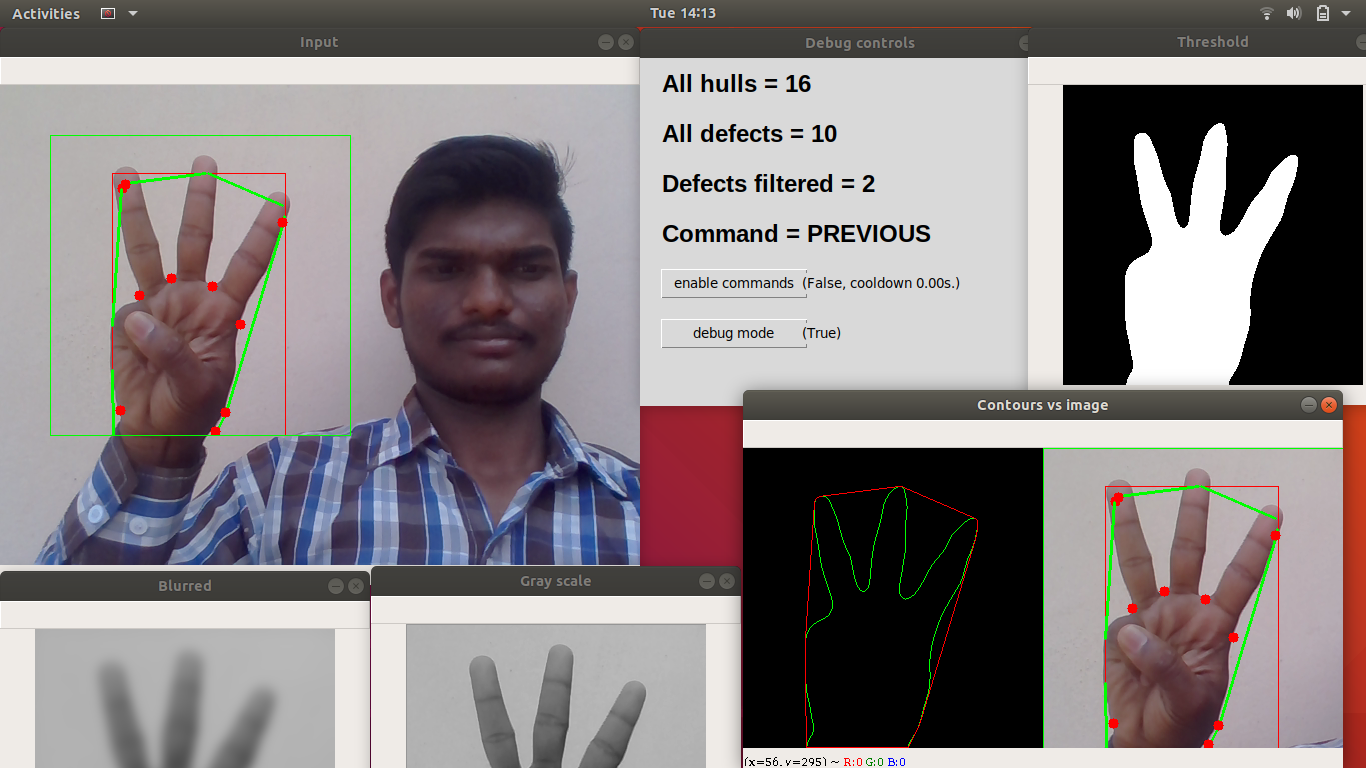 Activities
Tue 14:13
Input
Debug controls
Threshold
All hulls = 16
All defects = 10
Defects filtered = 2
Command = PREVIOUS
enable commands (False, cooldown 0.00s.)
debug mode (True)
Contours vs image
Blurred
Gray scale
(x=56, y=295) ~ R:0 G:0 B:0